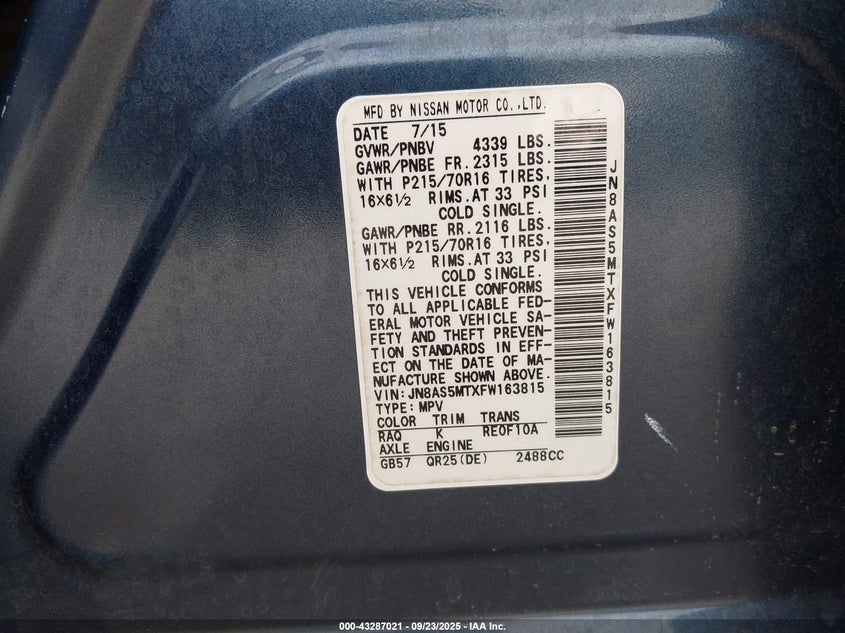 MFD BY NISSAN MOTOR CO.,LTD.
DATE 7/15
GVWR/PNBV 4339 LBS.
GAWR/PNBE FR. 2315 LBS.
WITH P215/70R16 TIRES,
16X6½ RIMS.AT 33 PSI
COLD SINGLE.
GAWR/PNBE RR. 2116 LBS.
WITH P215/70R16 TIRES,
16X6½ RIMS.AT 33 PSI
COLD SINGLE.
THIS VEHICLE CONFORMS
TO ALL APPLICABLE FED-
ERAL MOTOR VEHICLE SA-
FETY AND THEFT PREVEN-
TION STANDARDS IN EFF-
ECT ON THE DATE OF MA-
NUFACTURE SHOWN ABOVE.
VIN:JN8AS5MTXFW163815
TYPE:MPV
COLOR TRIM TRANS
RAQ K RE0F10A
AXLE ENGINE
GB57 QR25(DE) 2488CC
JN8AS5MTXFW163815
000-43287021 - 09/23/2025 - IAA Inc.